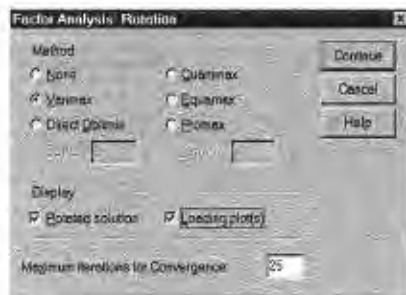 Factor Analysis: Rotation
Method
None
Quartimax
Varimax
Equamax
Direct Oblimin
Promax
Display
Rotated solution
Loading plot(s)
Maximum Iterations for Convergence: 25
Continue
Cancel
Help